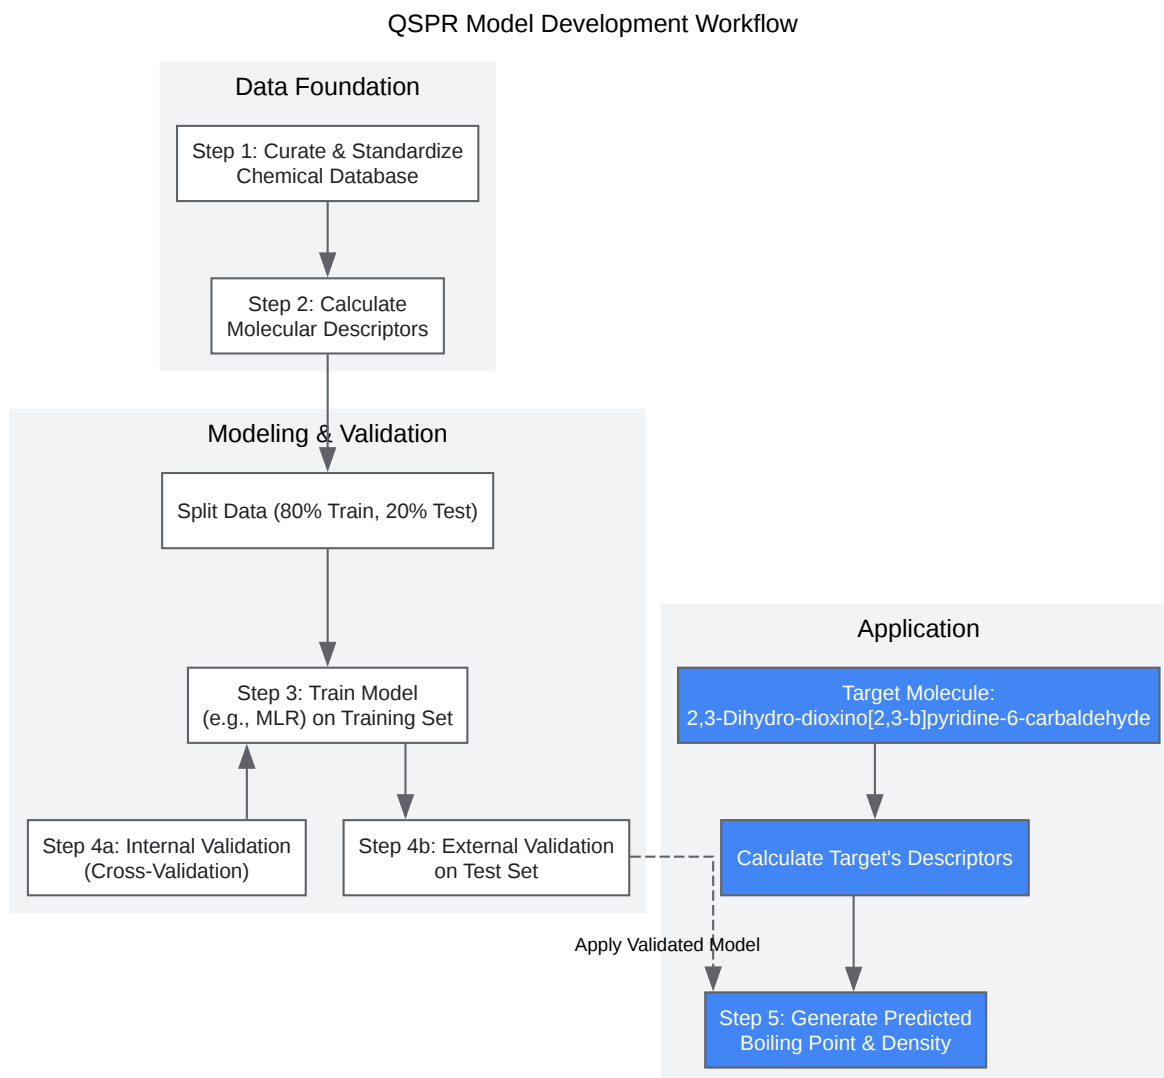 QSPR Model Development Workflow
Data Foundation
Step 1: Curate & Standardize
Chemical Database
Step 2: Calculate
Molecular Descriptors
Modeling & Validation
Split Data (80% Train, 20% Test)
Step 3: Train Model
(e.g., MLR) on Training Set
Step 4a: Internal Validation
(Cross-Validation)
Step 4b: External Validation
on Test Set
Apply Validated Model
Application
Target Molecule:
2,3-Dihydro-dioxino[2,3-b]pyridine-6-carbaldehyde
Calculate Target's Descriptors
Step 5: Generate Predicted
Boiling Point & Density